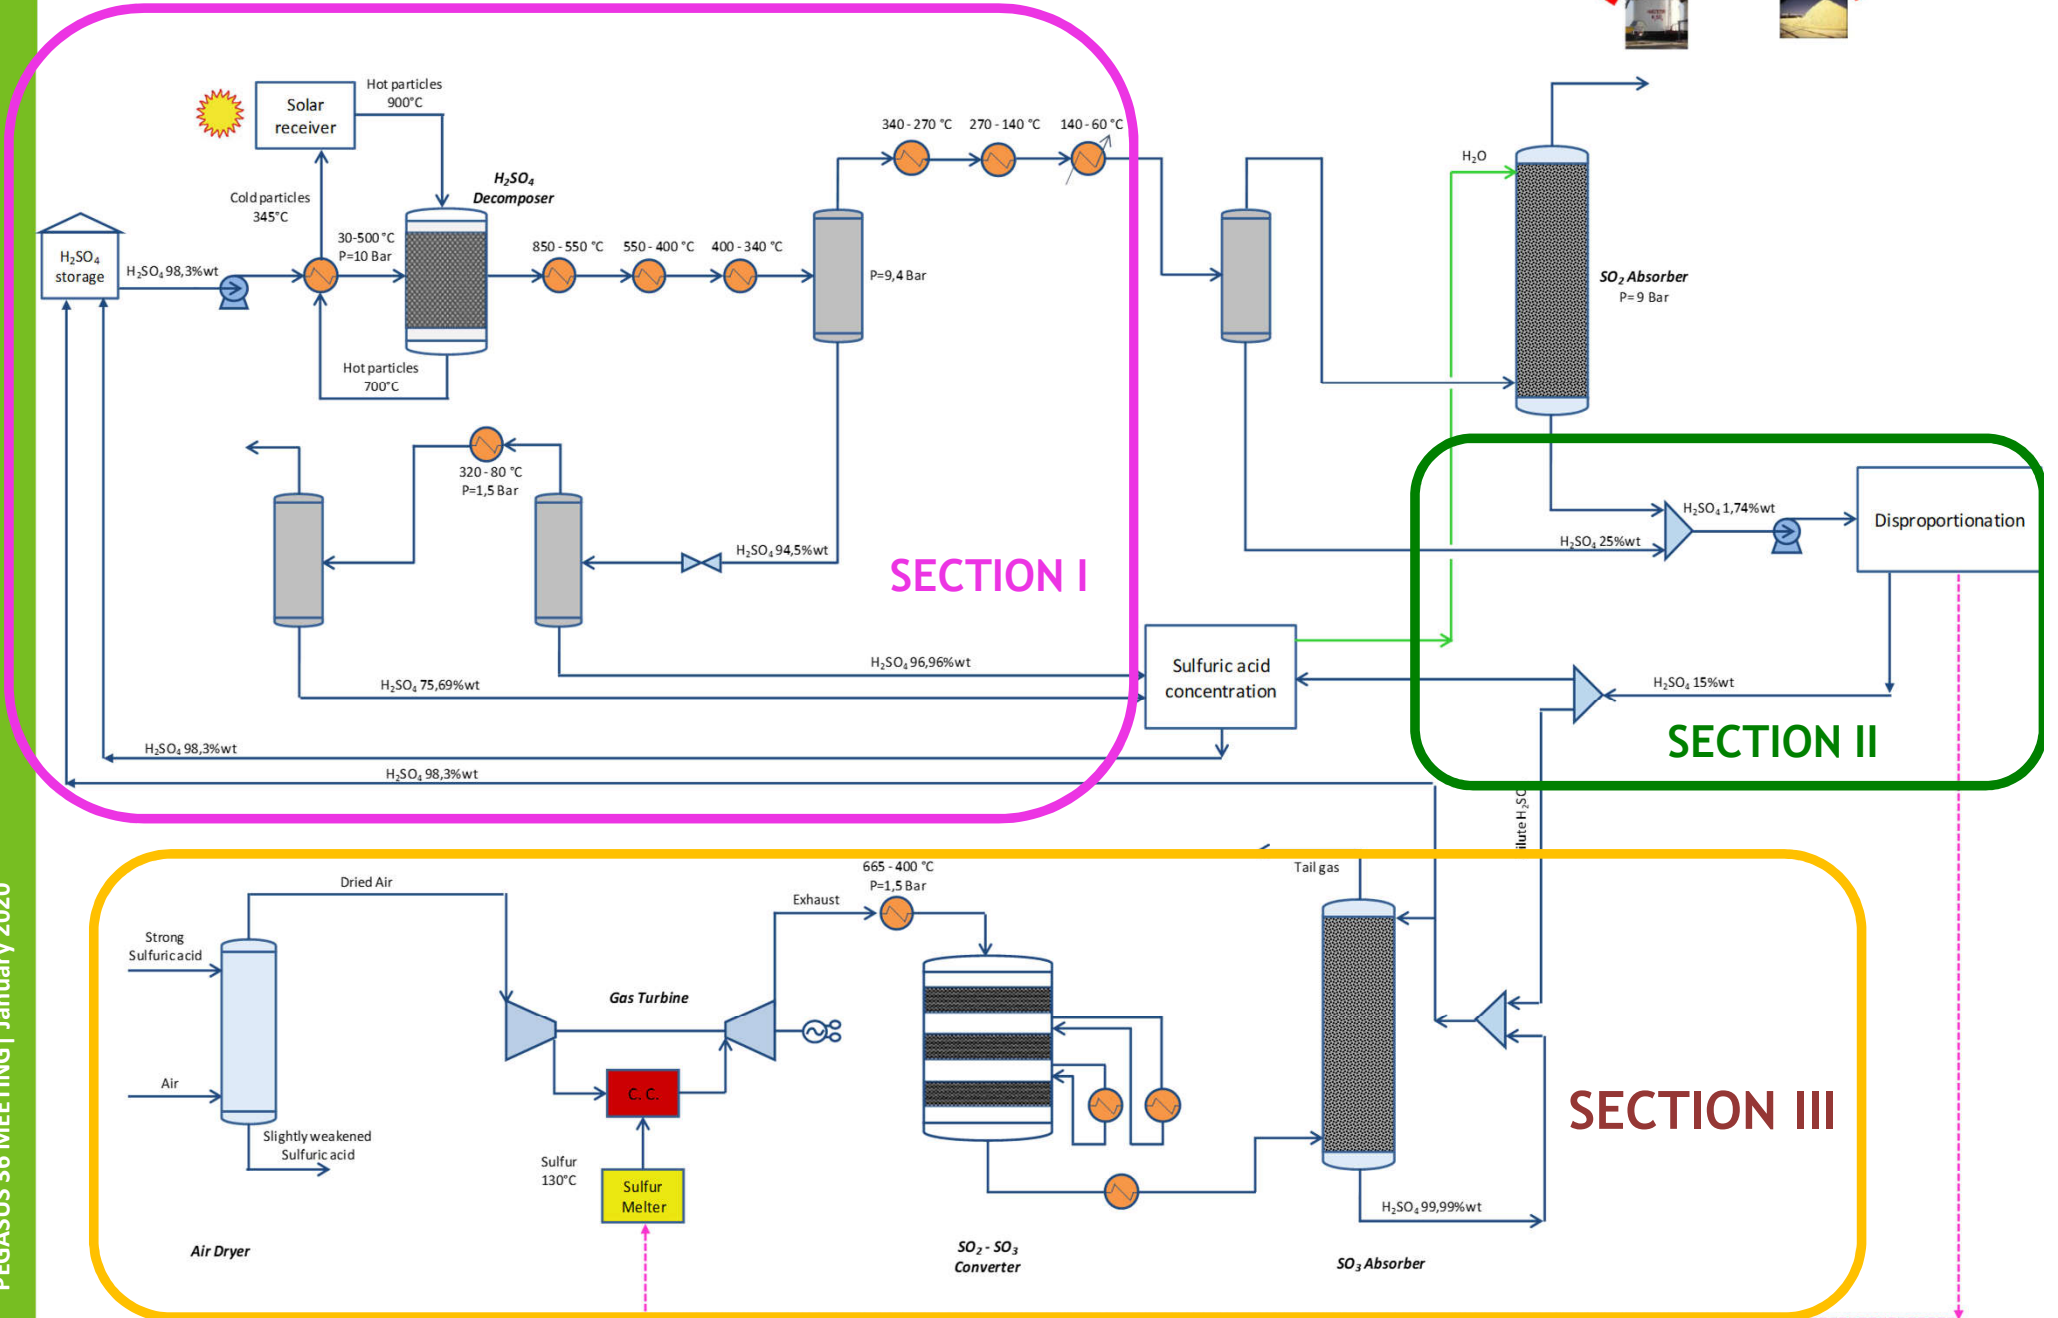 Solar
receiver
Hot particles
900°C
Cold particles
345°C
H₂SO₄
Decomposer
H₂SO₄
storage
H₂SO₄ 98,3%wt
30-500 °C
P=10 Bar
Hot particles
700°C
850 - 550 °C
550 - 400 °C
400 - 340 °C
P=9,4 Bar
340 - 270 °C
270 - 140 °C
140 - 60 °C
H₂O
SO₂ Absorber
P= 9 Bar
320 - 80 °C
P=1,5 Bar
H₂SO₄ 94,5%wt
SECTION I
H₂SO₄ 1,74%wt
H₂SO₄ 25%wt
Disproportionation
H₂SO₄ 96,96%wt
H₂SO₄ 75,69%wt
Sulfuric acid
concentration
H₂SO₄ 15%wt
SECTION II
H₂SO₄ 98,3%wt
H₂SO₄ 98,3%wt
Dried Air
Strong
Sulfuric acid
Air
Slightly weakened
Sulfuric acid
Air Dryer
Gas Turbine
C. C.
Sulfur
130°C
Sulfur
Melter
Exhaust
665 - 400 °C
P=1,5 Bar
SO₂ - SO₃
Converter
Tail gas
H₂SO₄ 99,99%wt
SO₃ Absorber
SECTION III
PEGASUS S6 MEETING| January 2020